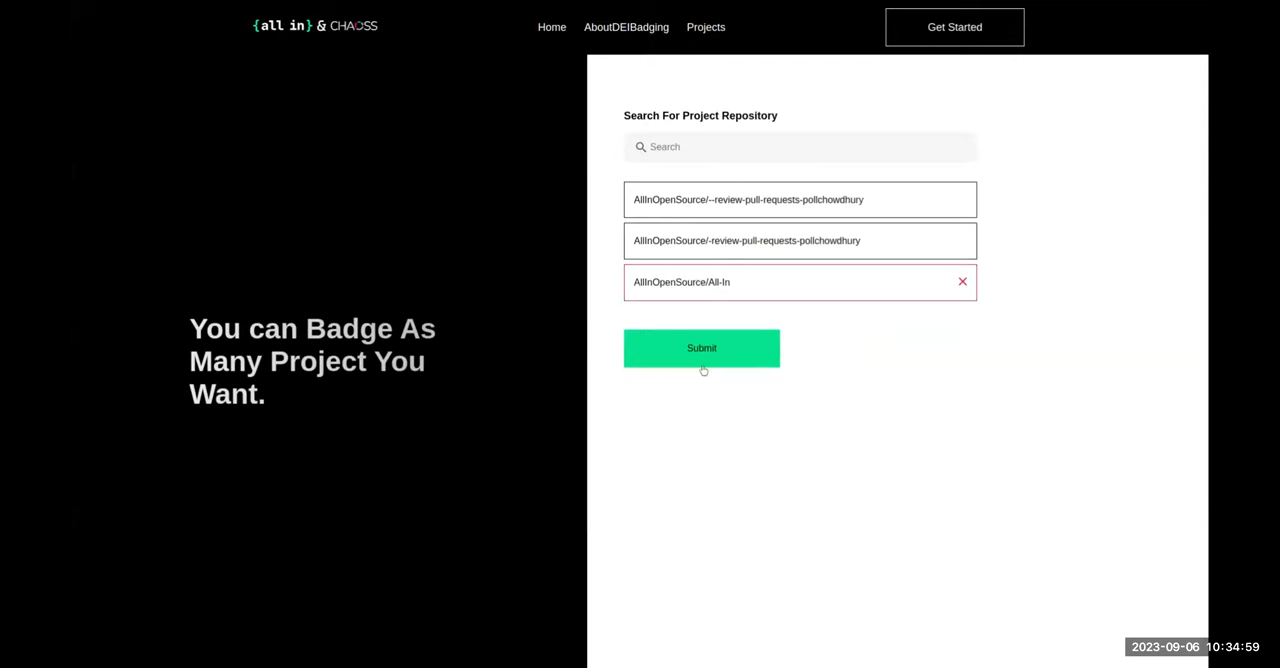 {all in} & CHAOSS
Home AboutDEIBadging Projects
Get Started
Search For Project Repository
Search
AllInOpenSource/--review-pull-requests-pollchowdhury
AllInOpenSource/-review-pull-requests-pollchowdhury
AllInOpenSource/All-In
Submit
You can Badge As
Many Project You
Want.
2023-09-06 10:34:59